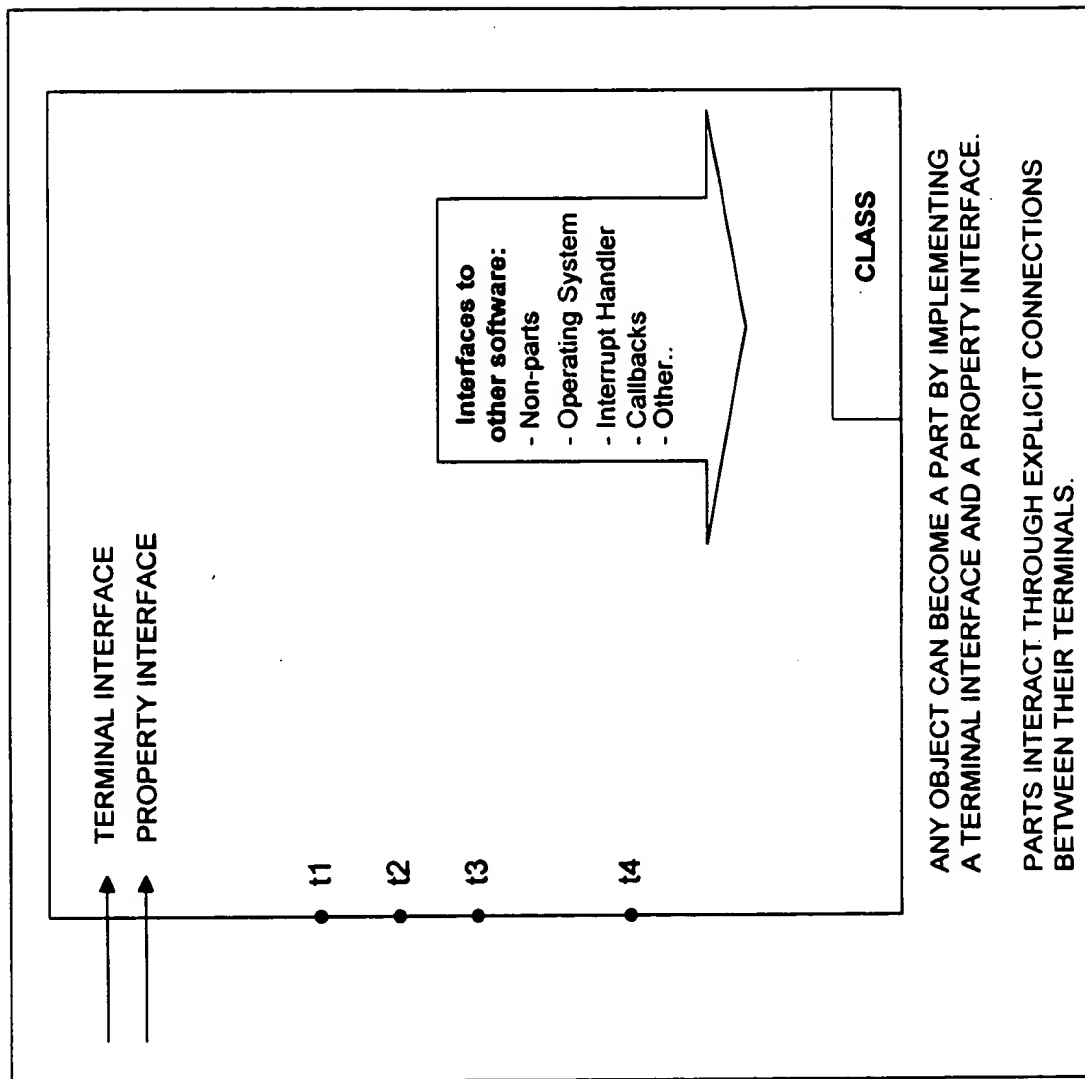 TERMINAL INTERFACE
PROPERTY INTERFACE
t1
t2
t3
t4
Interfaces to
other software:
- Non-parts
- Operating System
- Interrupt Handler
- Callbacks
- Other..
CLASS
ANY OBJECT CAN BECOME A PART BY IMPLEMENTING
A TERMINAL INTERFACE AND A PROPERTY INTERFACE.
PARTS INTERACT THROUGH EXPLICIT CONNECTIONS
BETWEEN THEIR TERMINALS.